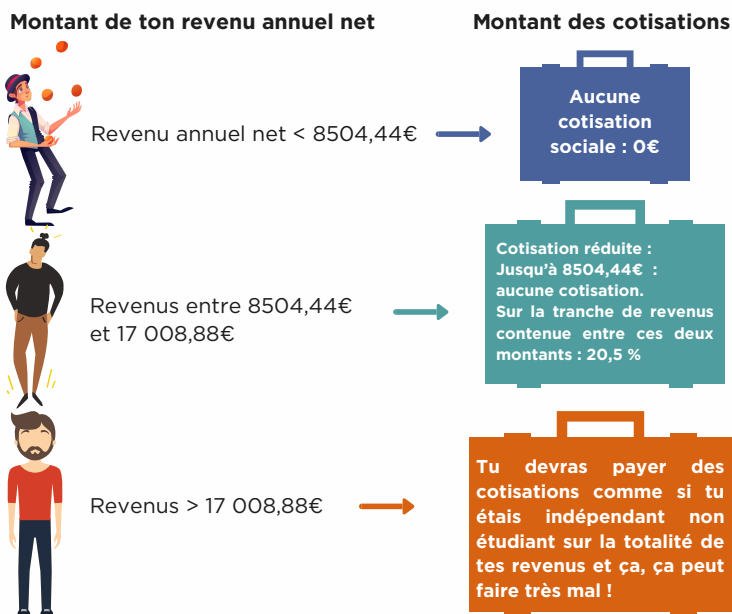 Montant de ton revenu annuel net
Montant des cotisations
Revenu annuel net < 8504,44€
Aucune
cotisation
sociale : 0€
Revenus entre 8504,44€
et 17 008,88€
Cotisation réduite :
Jusqu'à 8504,44€ :
aucune cotisation.
Sur la tranche de revenus
contenue entre ces deux
montants : 20,5 %
Revenus > 17 008,88€
Tu devras payer des
cotisations comme si tu
étais indépendant non
étudiant sur la totalité de
tes revenus et ça, ça peut
faire très mal !